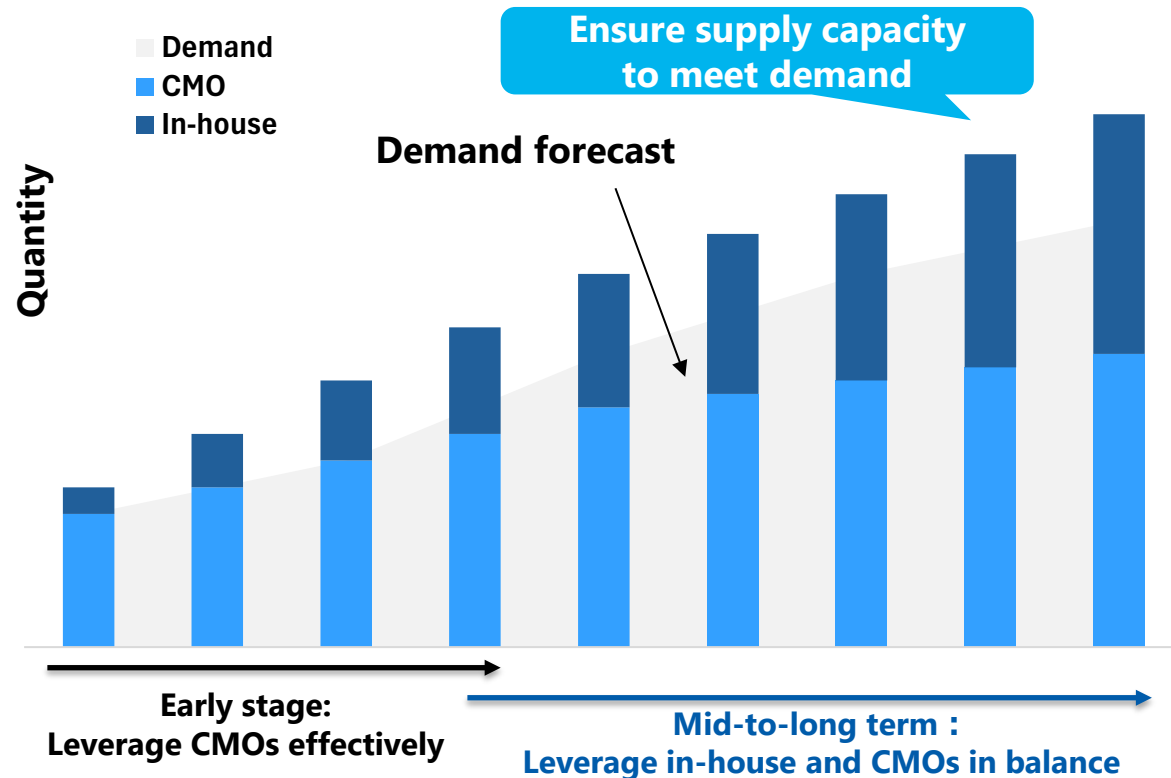 Demand
CMO
In-house
Ensure supply capacity
to meet demand
Demand forecast
Quantity
Early stage:
Leverage CMOs effectively
Mid-to-long term :
Leverage in-house and CMOs in balance